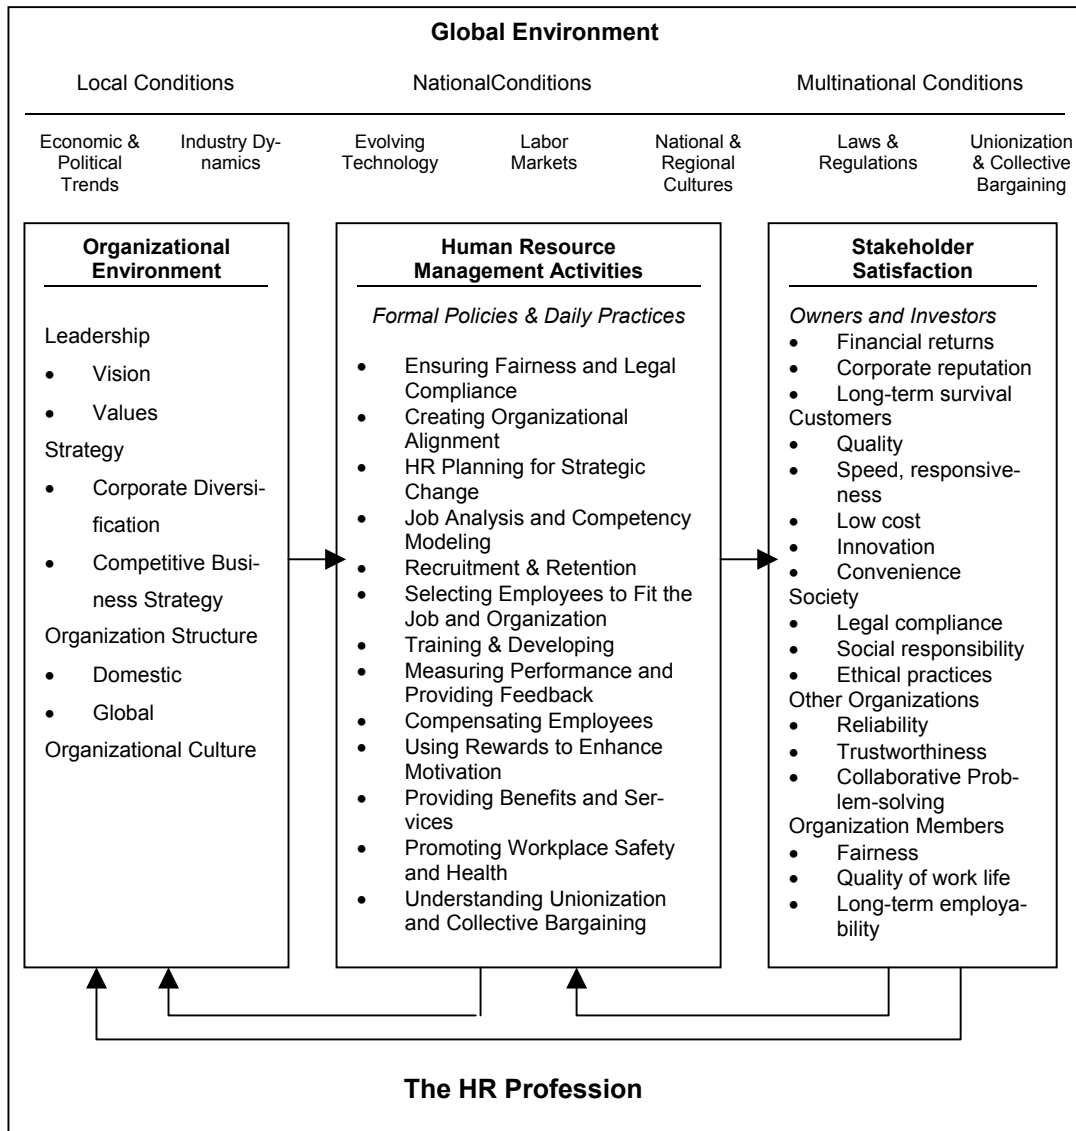 Global Environment
Local Conditions NationalConditions Multinational Conditions
Economic &
Political
Trends
Industry Dy-
namics
Evolving
Technology
Labor
Markets
National &
Regional
Cultures
Laws &
Regulations
Unionization
& Collective
Bargaining
Organizational
Environment
Leadership
• Vision
• Values
Strategy
• Corporate Diversi-
fication
• Competitive Busi-
ness Strategy
Organization Structure
• Domestic
• Global
Organizational Culture
Human Resource
Management Activities
Formal Policies & Daily Practices
• Ensuring Fairness and Legal
Compliance
• Creating Organizational
Alignment
• HR Planning for Strategic
Change
• Job Analysis and Competency
Modeling
• Recruitment & Retention
• Selecting Employees to Fit the
Job and Organization
• Training & Developing
• Measuring Performance and
Providing Feedback
• Compensating Employees
• Using Rewards to Enhance
Motivation
• Providing Benefits and Ser-
vices
• Promoting Workplace Safety
and Health
• Understanding Unionization
and Collective Bargaining
Stakeholder
Satisfaction
Owners and Investors
• Financial returns
• Corporate reputation
• Long-term survival
Customers
• Quality
• Speed, responsive-
ness
• Low cost
• Innovation
• Convenience
Society
• Legal compliance
• Social responsibility
• Ethical practices
Other Organizations
• Reliability
• Trustworthiness
• Collaborative Prob-
lem-solving
Organization Members
• Fairness
• Quality of work life
• Long-term employa-
bility
The HR Profession